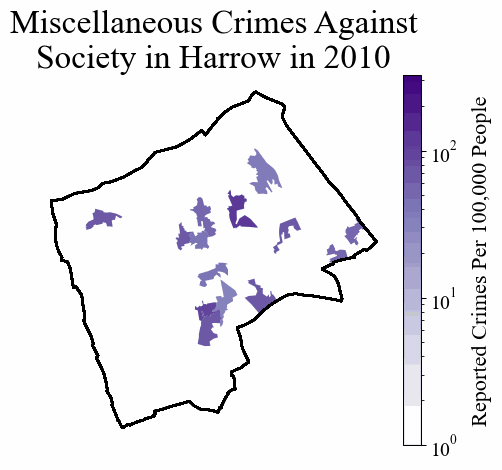 Miscellaneous Crimes Against
Society in Harrow in 2010
10²
10¹
10⁰
Reported Crimes Per 100,000 People